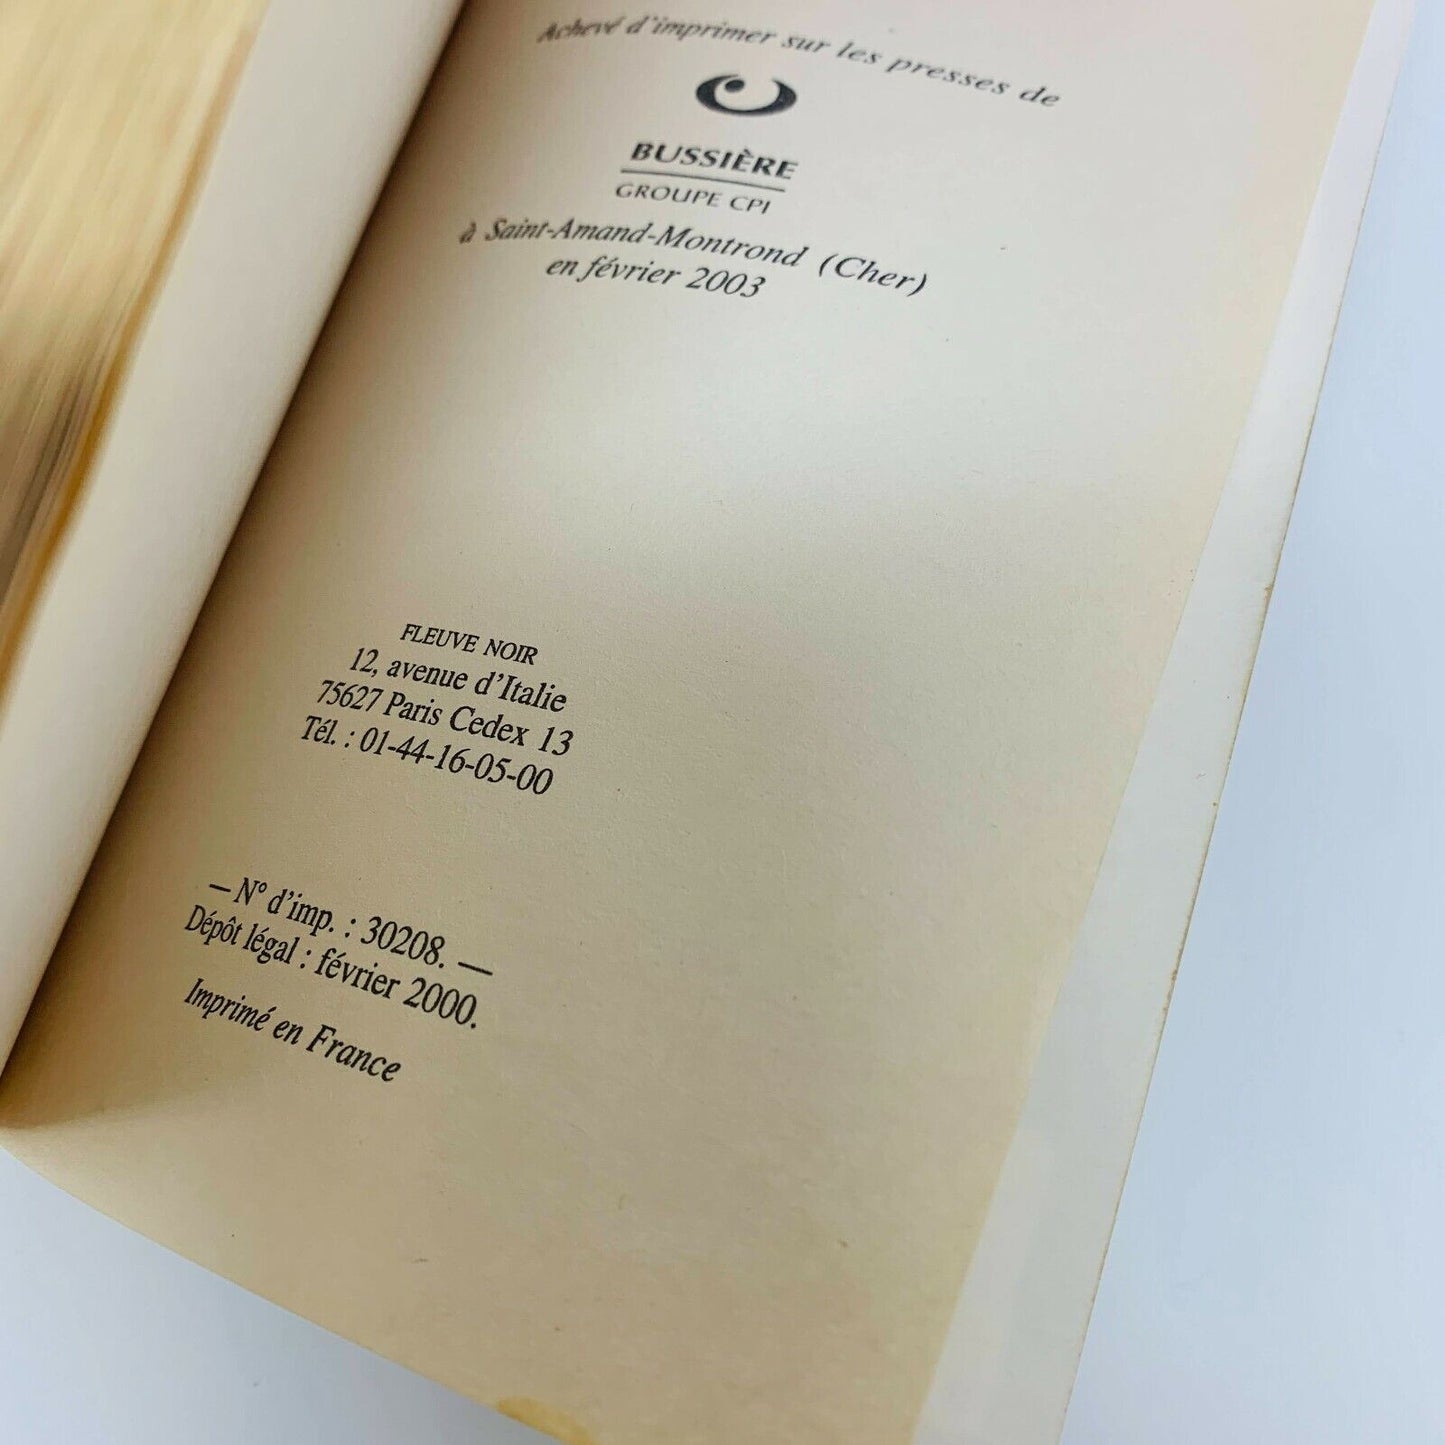 Achevé d'imprimer sur les presses de
BUSSIÈRE
GROUPE CPI
à Saint-Amand-Montrond (Cher)
en février 2003
FLEUVE NOIR
12, avenue d'Italie
75627 Paris Cedex 13
Tél. : 01-44-16-05-00
— N° d'imp. : 30208. —
Dépôt légal : février 2000.
Imprimé en France